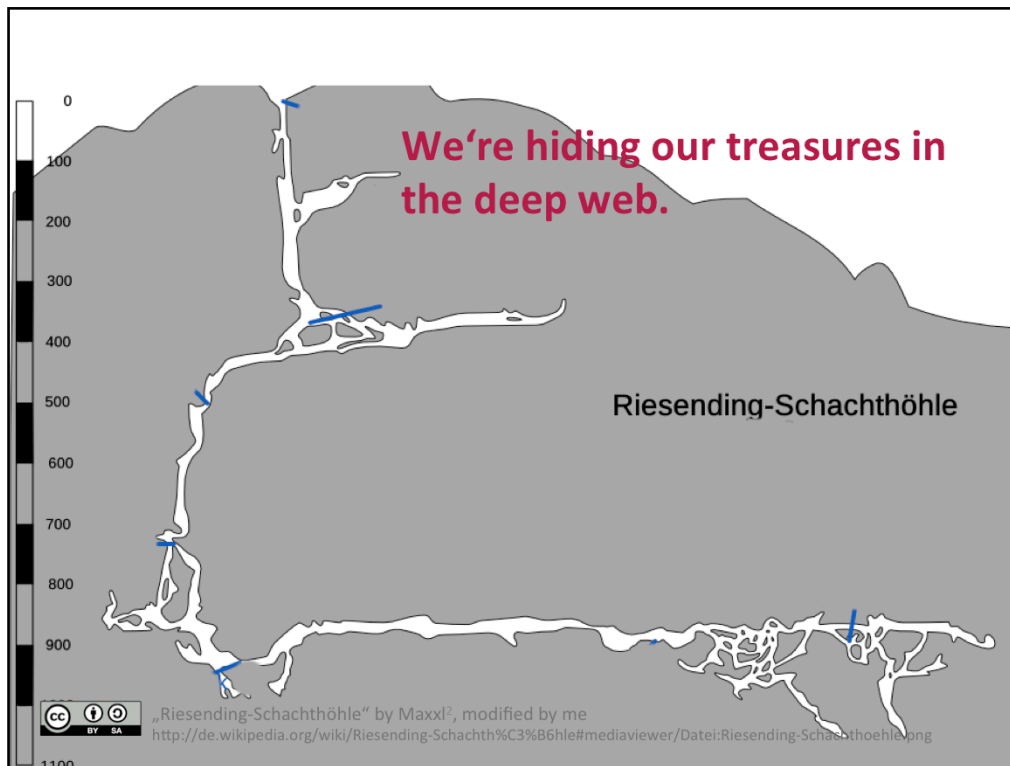 We‘re hiding our treasures in
the deep web.
0
100
200
300
400
500
600
700
800
900
1100
Riesending-Schachthöhle
cc BY SA
„Riesending-Schachthöhle“ by Maxxl², modified by me
http://de.wikipedia.org/wiki/Riesending-Schachth%C3%B6hle#mediaviewer/Datei:Riesending-Schachthoehle.png